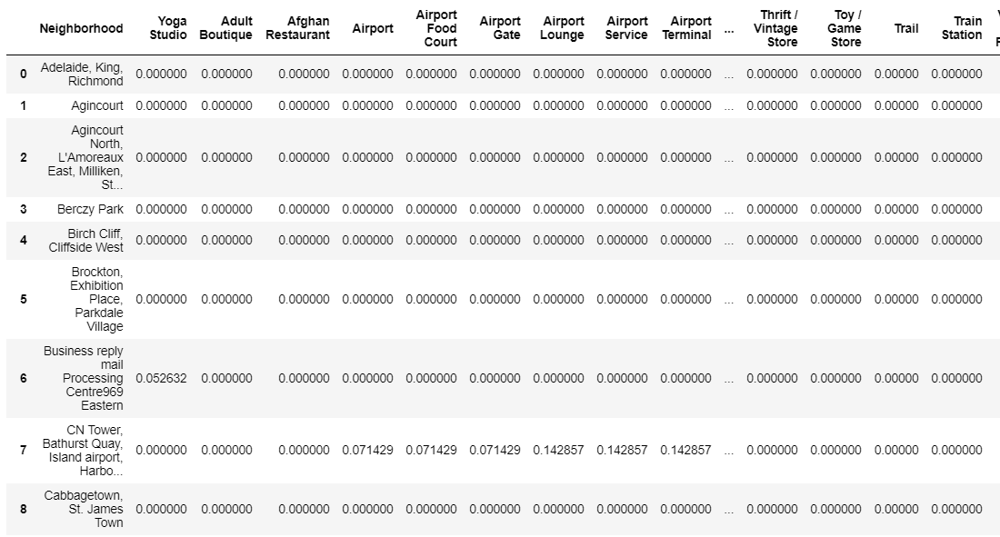 Neighborhood Yoga Studio Adult Boutique Afghan Restaurant Airport Airport Food Court Airport Gate Airport Lounge Airport Service Airport Terminal ... Thrift / Vintage Store Toy / Game Store Trail Train Station
0 Adelaide, King, Richmond 0.000000 0.000000 0.000000 0.000000 0.000000 0.000000 0.000000 0.000000 0.000000 ... 0.000000 0.000000 0.00000 0.000000
1 Agincourt 0.000000 0.000000 0.000000 0.000000 0.000000 0.000000 0.000000 0.000000 0.000000 ... 0.000000 0.000000 0.00000 0.000000
2 Agincourt North, L'Amoreaux East, Milliken, St... 0.000000 0.000000 0.000000 0.000000 0.000000 0.000000 0.000000 0.000000 0.000000 ... 0.000000 0.000000 0.00000 0.000000
3 Berczy Park 0.000000 0.000000 0.000000 0.000000 0.000000 0.000000 0.000000 0.000000 0.000000 ... 0.000000 0.000000 0.00000 0.000000
4 Birch Cliff, Cliffside West 0.000000 0.000000 0.000000 0.000000 0.000000 0.000000 0.000000 0.000000 0.000000 ... 0.000000 0.000000 0.00000 0.000000
5 Brockton, Exhibition Place, Parkdale Village 0.000000 0.000000 0.000000 0.000000 0.000000 0.000000 0.000000 0.000000 0.000000 ... 0.000000 0.000000 0.00000 0.000000
6 Business reply mail Processing Centre969 Eastern 0.052632 0.000000 0.000000 0.000000 0.000000 0.000000 0.000000 0.000000 0.000000 ... 0.000000 0.000000 0.00000 0.000000
7 CN Tower, Bathurst Quay, Island airport, Harbo... 0.000000 0.000000 0.000000 0.071429 0.071429 0.071429 0.142857 0.142857 0.142857 ... 0.000000 0.000000 0.00000 0.000000
8 Cabbagetown, St. James Town 0.000000 0.000000 0.000000 0.000000 0.000000 0.000000 0.000000 0.000000 0.000000 ... 0.000000 0.000000 0.00000 0.000000